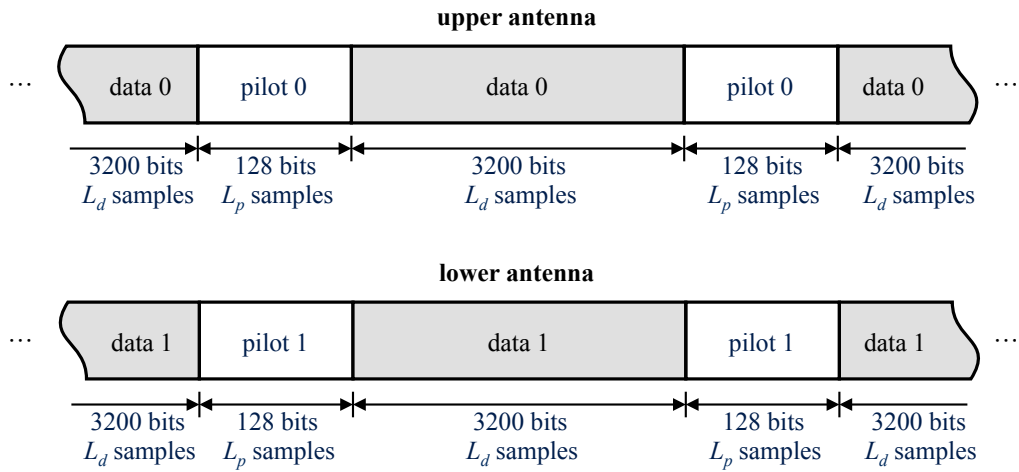 upper antenna
… data 0 pilot 0 data 0 pilot 0 data 0 …
3200 bits 128 bits 3200 bits 128 bits 3200 bits
L_d samples L_p samples L_d samples L_p samples L_d samples
lower antenna
… data 1 pilot 1 data 1 pilot 1 data 1 …
3200 bits 128 bits 3200 bits 128 bits 3200 bits
L_d samples L_p samples L_d samples L_p samples L_d samples